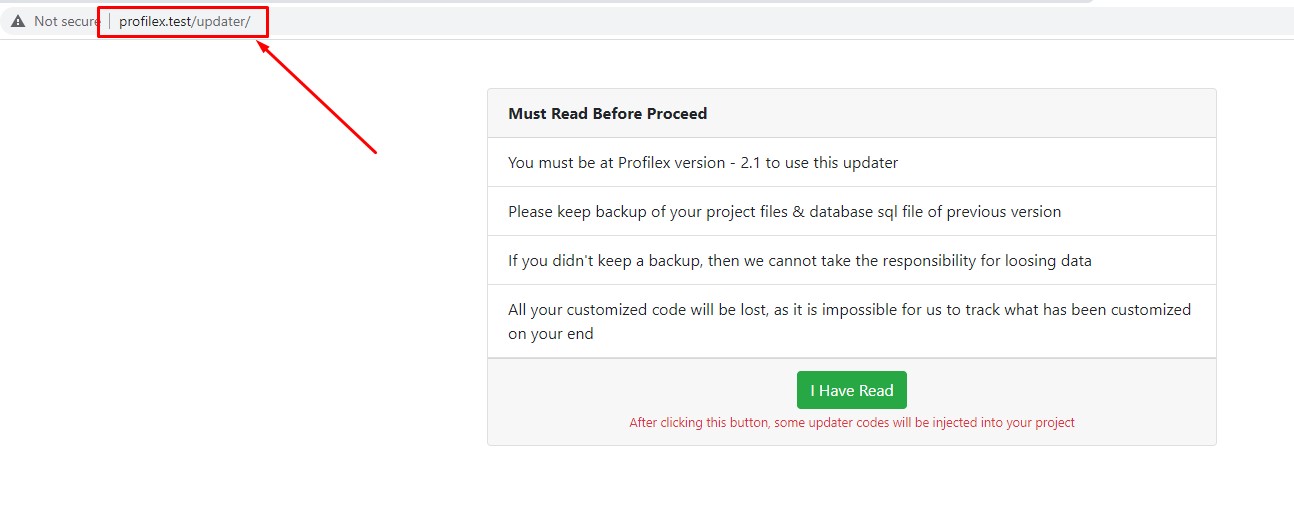 Not secure profilex.test/updater/
Must Read Before Proceed
You must be at Profilex version - 2.1 to use this updater
Please keep backup of your project files & database sql file of previous version
If you didn't keep a backup, then we cannot take the responsibility for loosing data
All your customized code will be lost, as it is impossible for us to track what has been customized
on your end
I Have Read
After clicking this button, some updater codes will be injected into your project